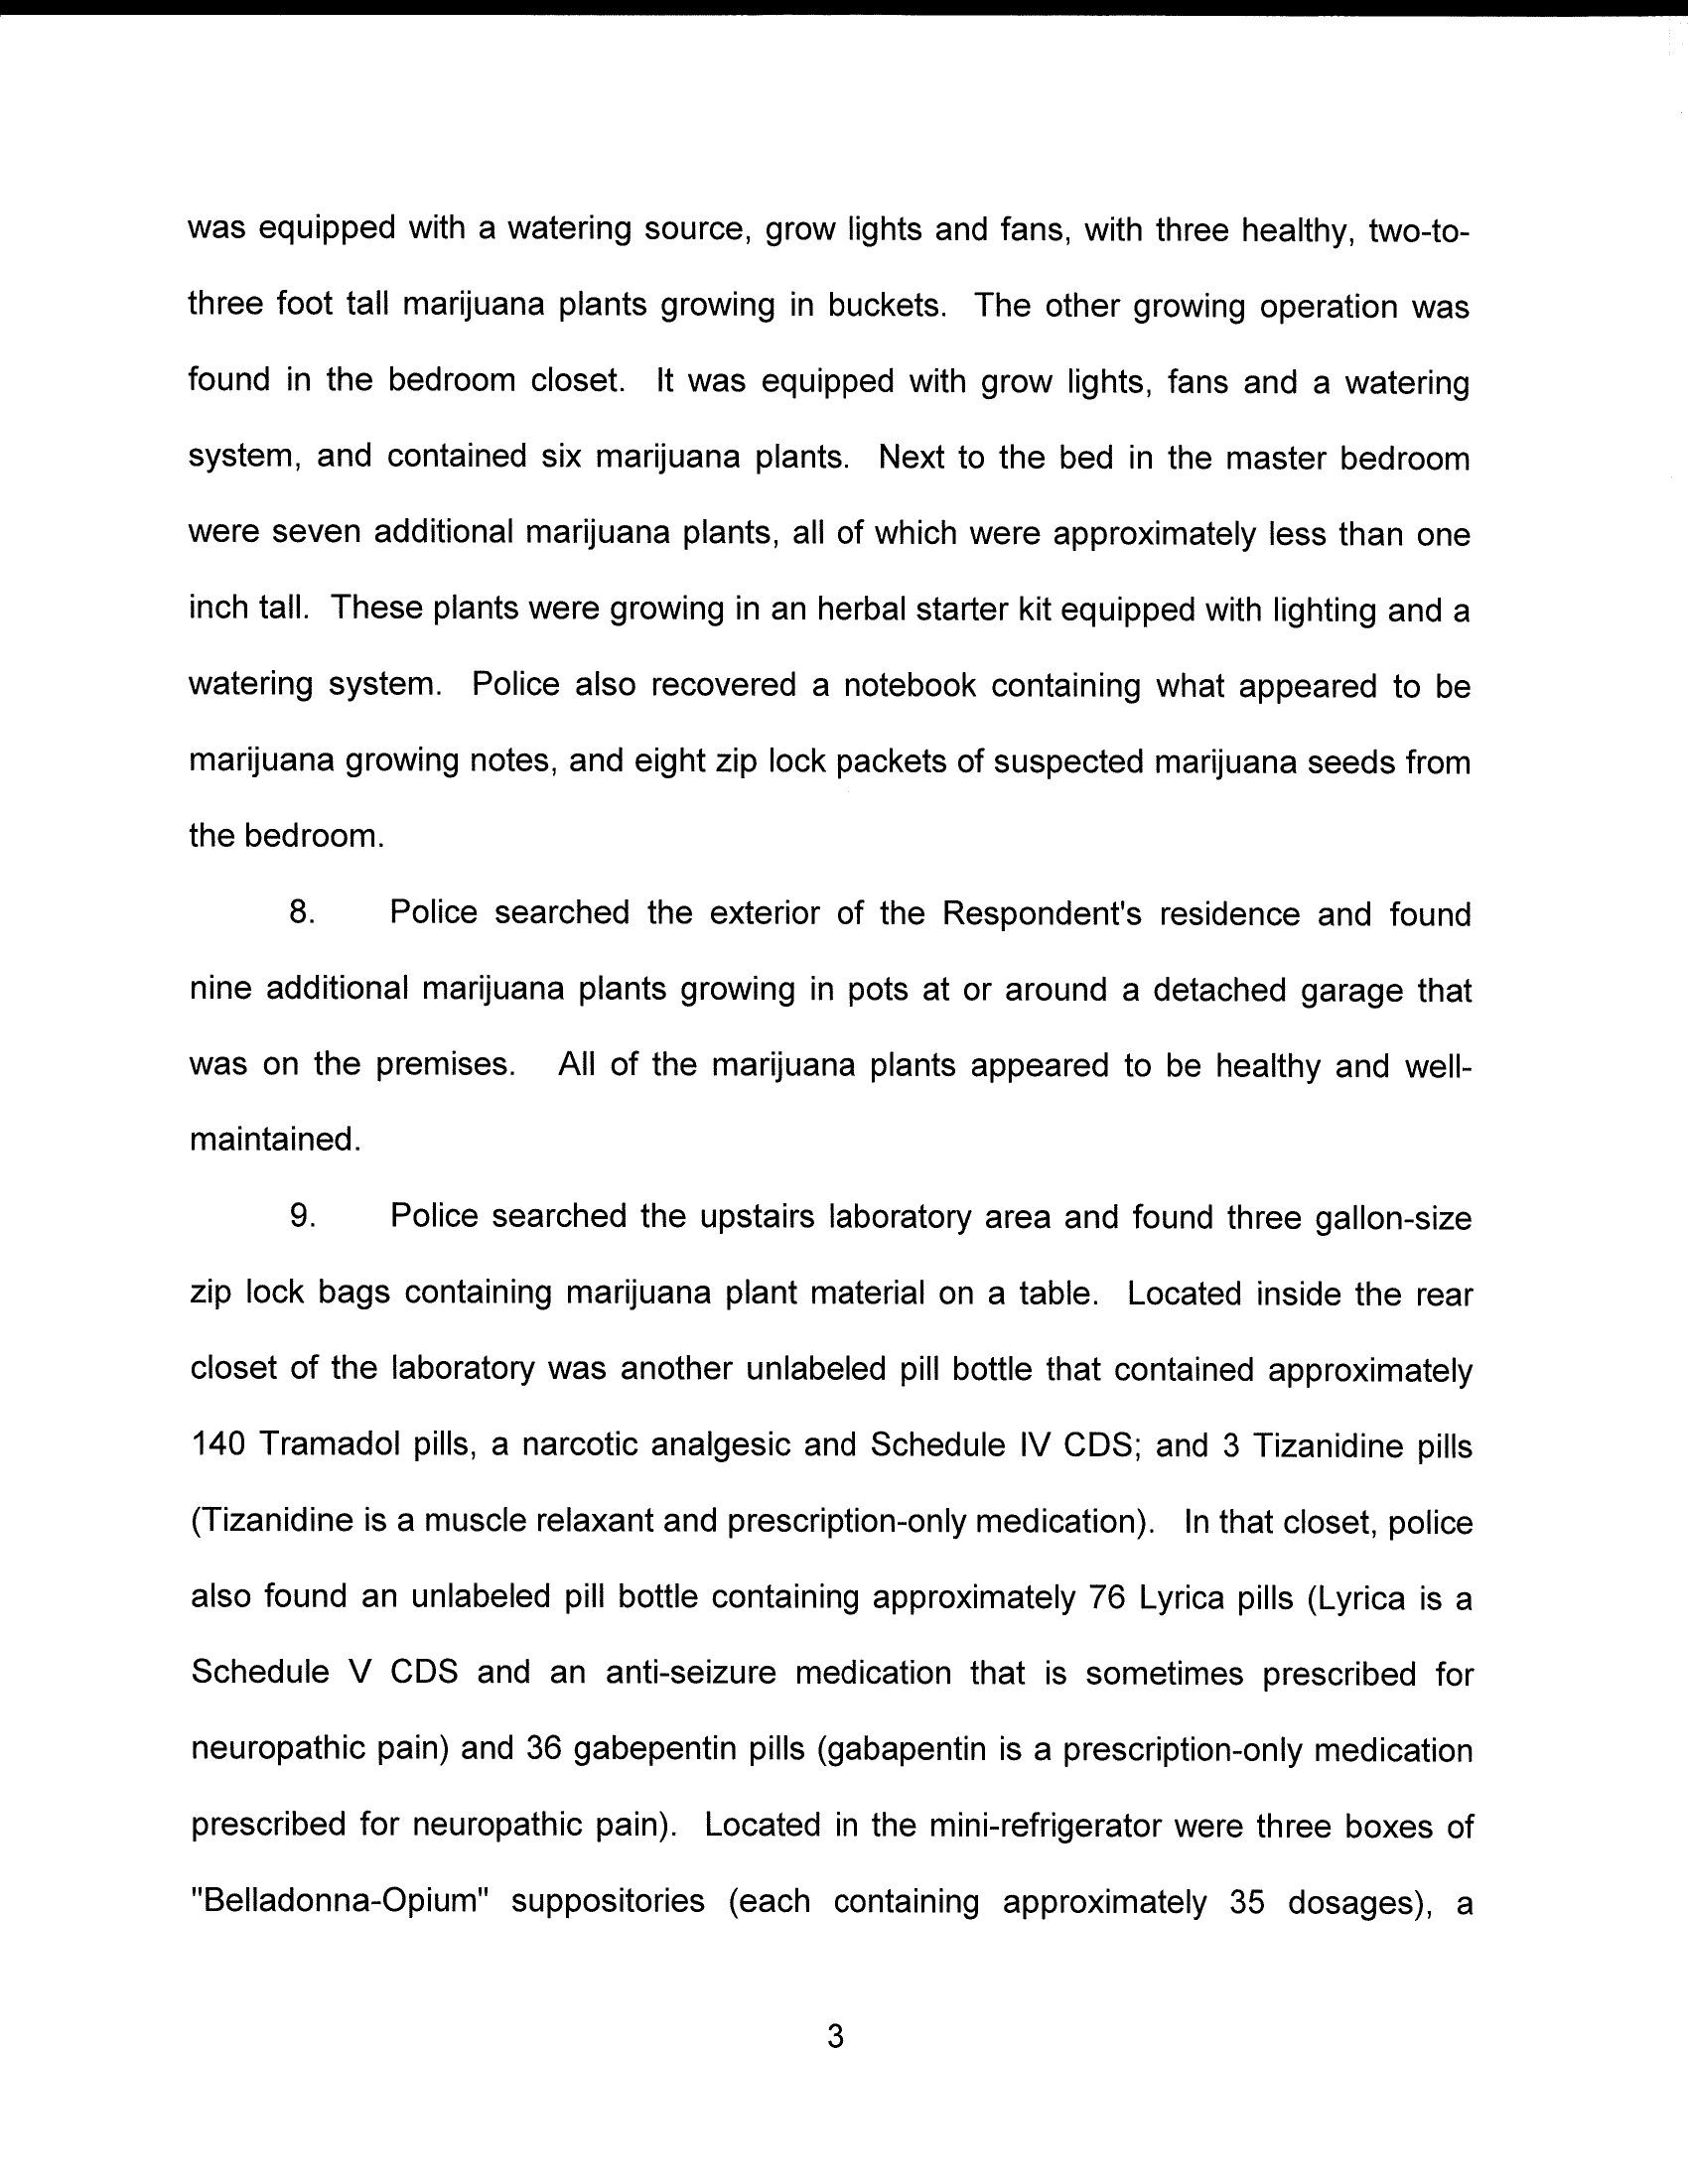 was equipped with a watering source, grow lights and fans, with three healthy, two-to-
three foot tall marijuana plants growing in buckets. The other growing operation was
found in the bedroom closet. It was equipped with grow lights, fans and a watering
system, and contained six marijuana plants. Next to the bed in the master bedroom
were seven additional marijuana plants, all of which were approximately less than one
inch tall. These plants were growing in an herbal starter kit equipped with lighting and a
watering system. Police also recovered a notebook containing what appeared to be
marijuana growing notes, and eight zip lock packets of suspected marijuana seeds from
the bedroom.
8. Police searched the exterior of the Respondent's residence and found
nine additional marijuana plants growing in pots at or around a detached garage that
was on the premises. All of the marijuana plants appeared to be healthy and well-
maintained.
9. Police searched the upstairs laboratory area and found three gallon-size
zip lock bags containing marijuana plant material on a table. Located inside the rear
closet of the laboratory was another unlabeled pill bottle that contained approximately
140 Tramadol pills, a narcotic analgesic and Schedule IV CDS; and 3 Tizanidine pills
(Tizanidine is a muscle relaxant and prescription-only medication). In that closet, police
also found an unlabeled pill bottle containing approximately 76 Lyrica pills (Lyrica is a
Schedule V CDS and an anti-seizure medication that is sometimes prescribed for
neuropathic pain) and 36 gabepentin pills (gabapentin is a prescription-only medication
prescribed for neuropathic pain). Located in the mini-refrigerator were three boxes of
"Belladonna-Opium" suppositories (each containing approximately 35 dosages), a
3